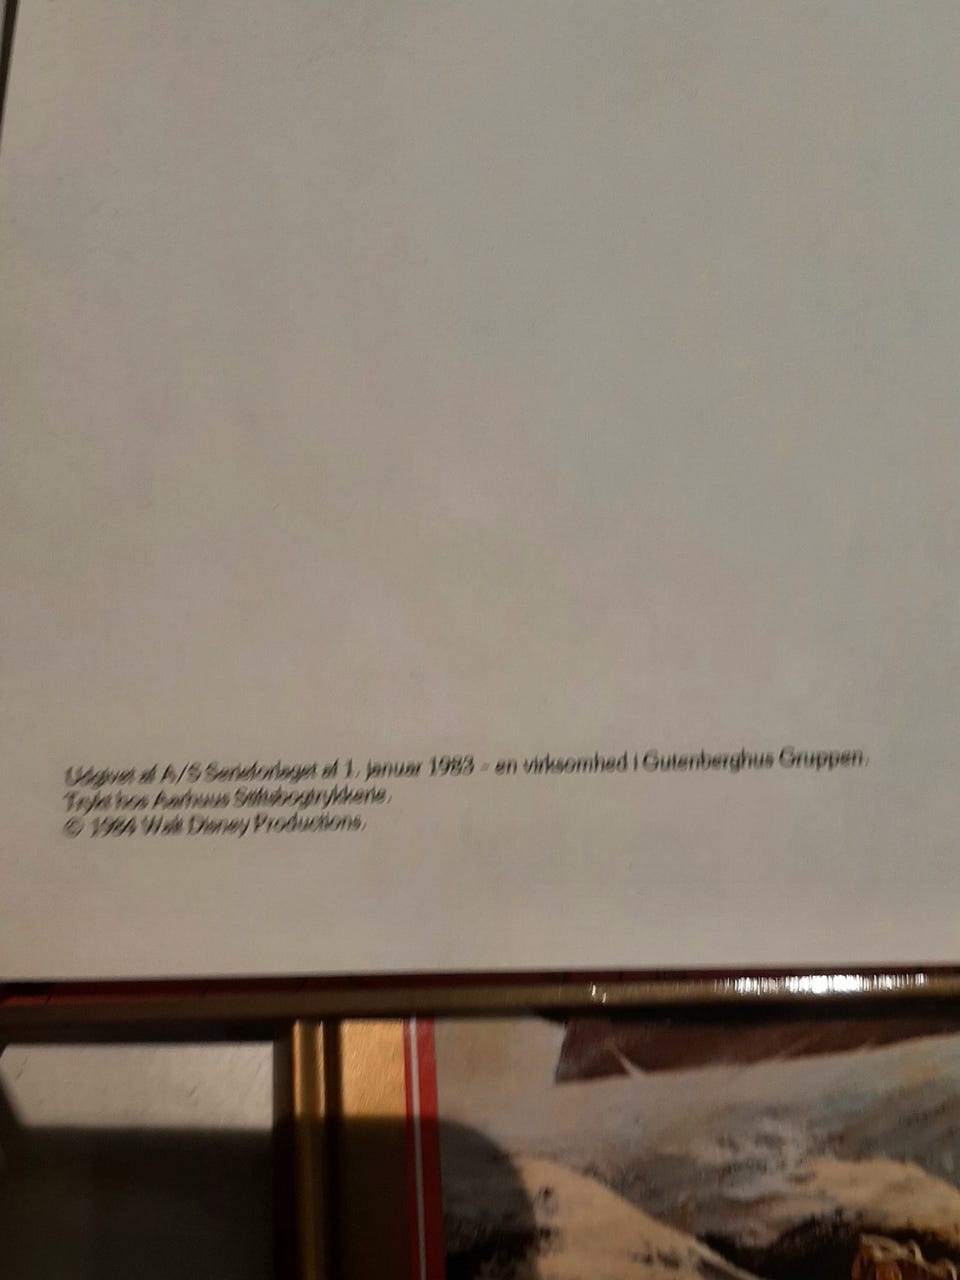 Udgivet af A/S Serieforlaget af 1. januar 1983 - en virksomhed i Gutenberghus Gruppen.
Trykt hos Aarhuus Stiftsbogtrykkerie.
© 1984 Walt Disney Productions.